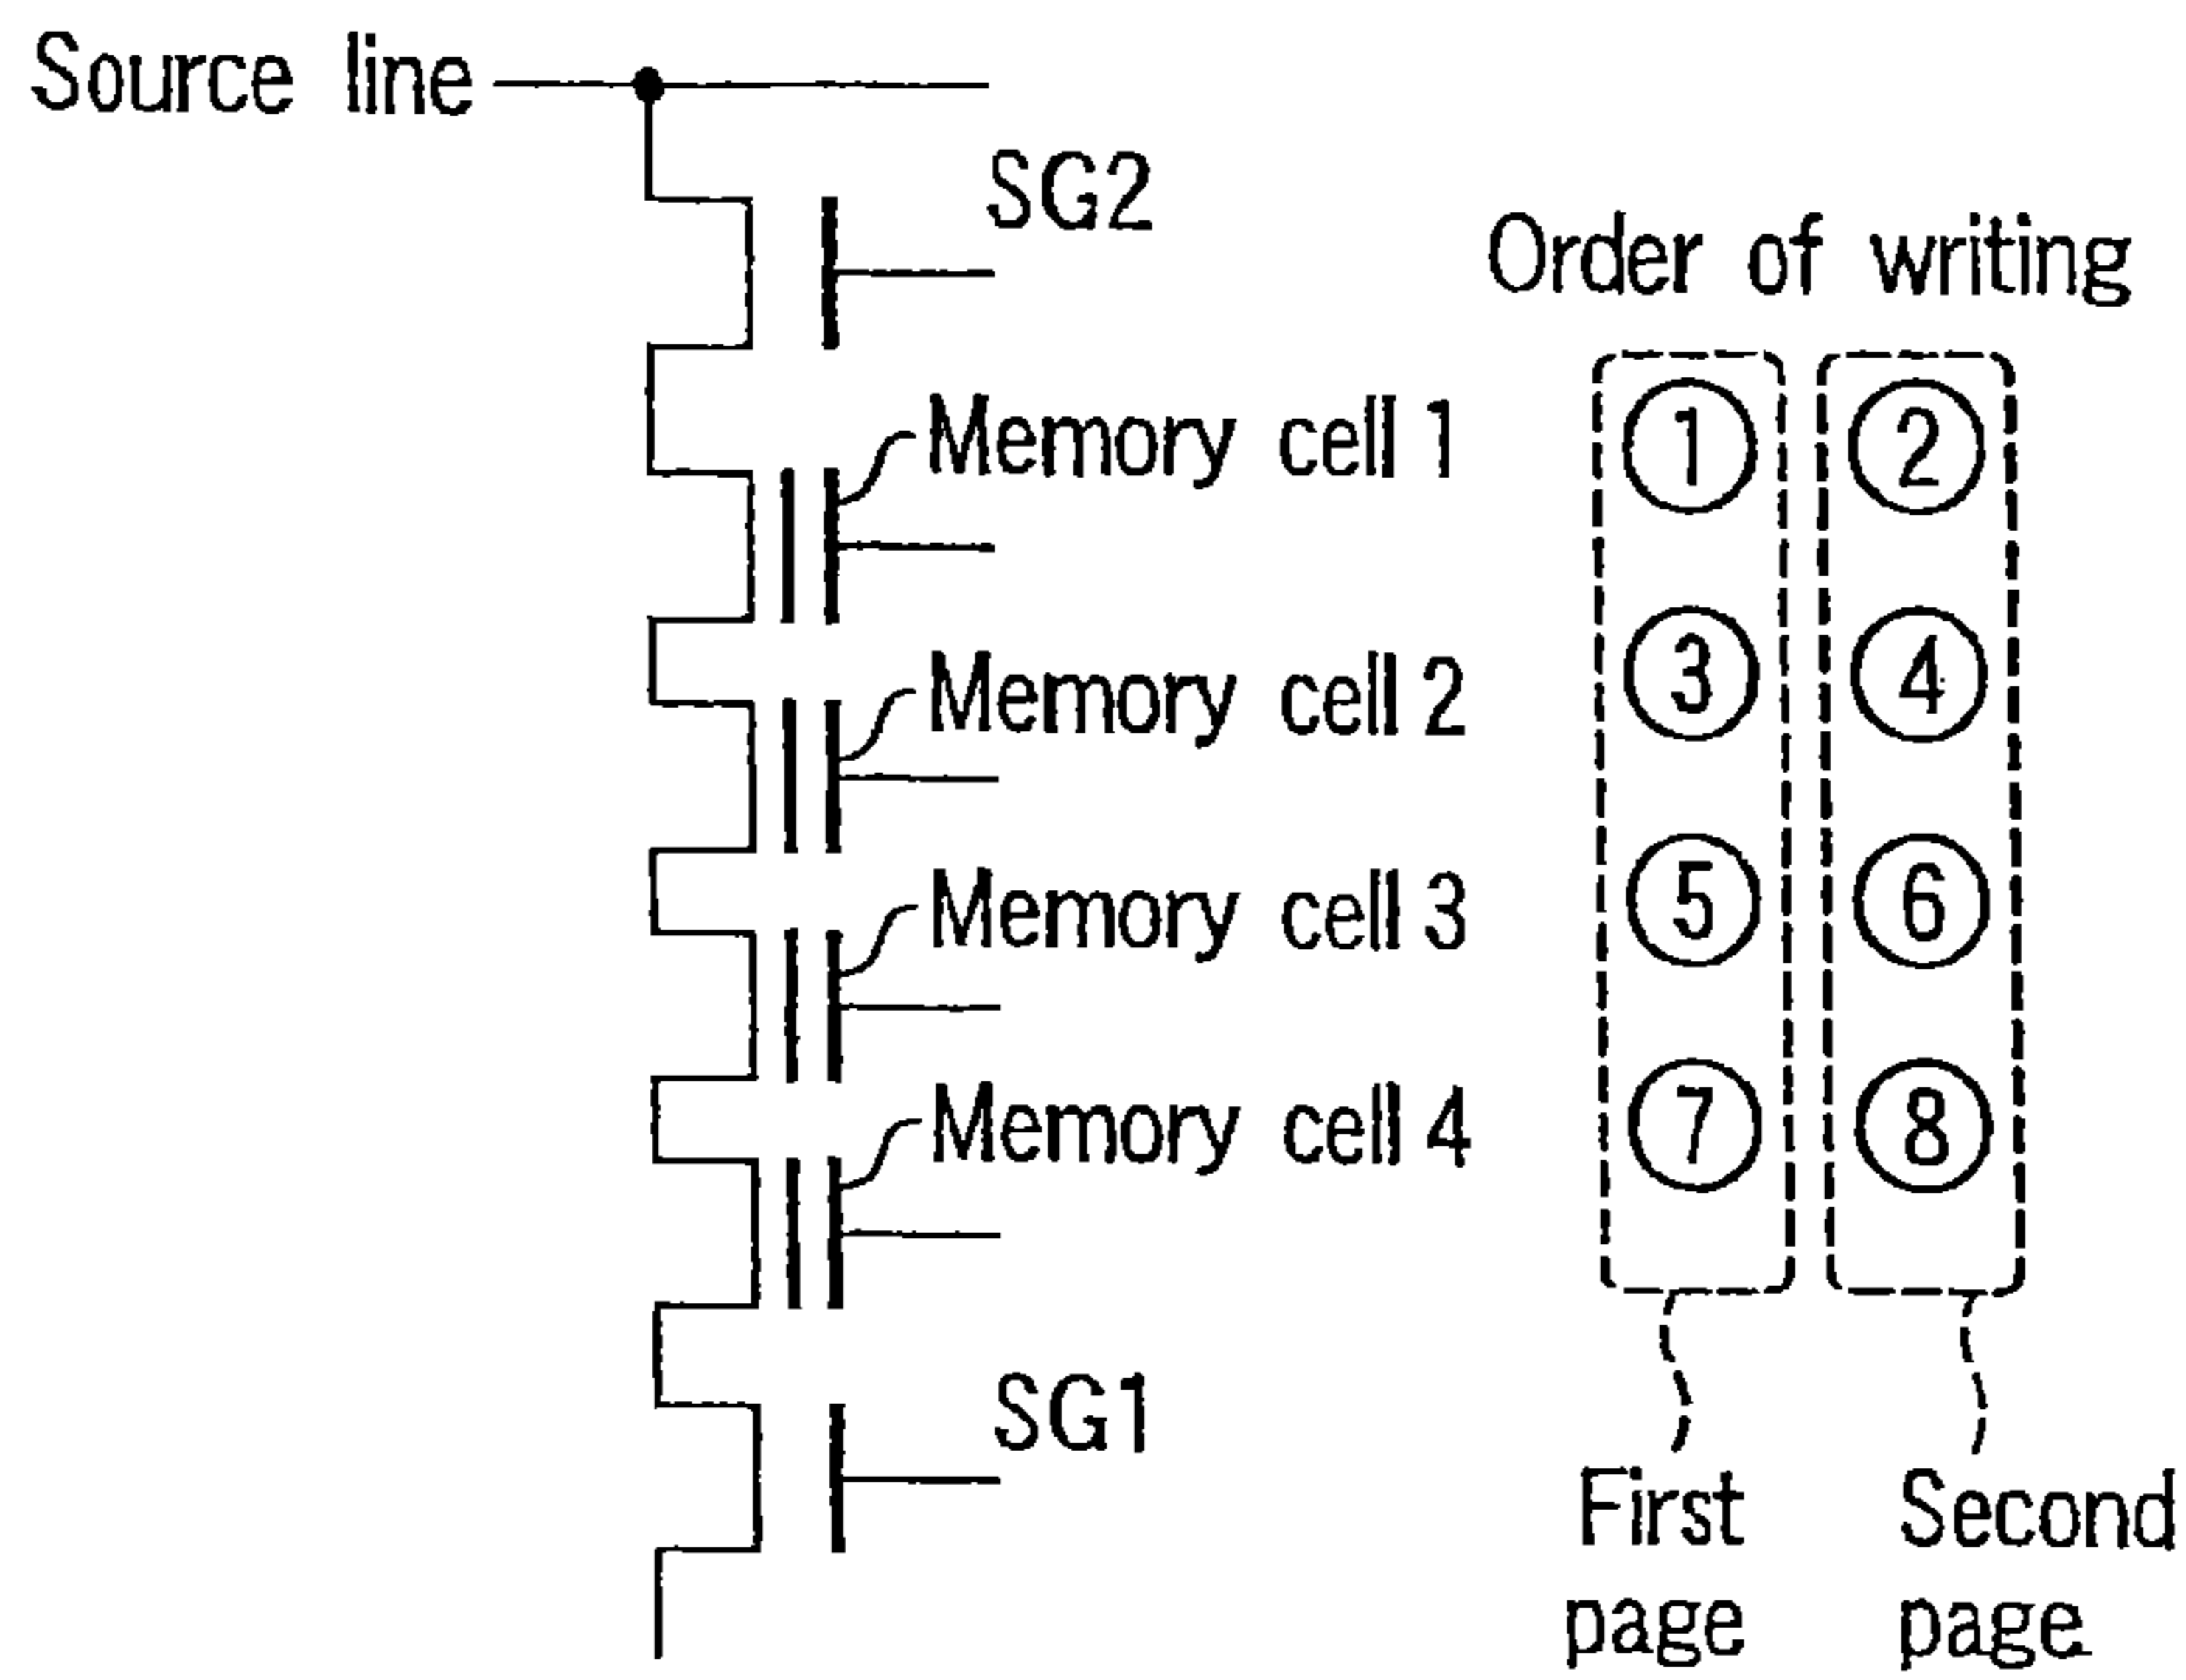 Source line
SG2
Order of writing
Memory cell 1
1 2
Memory cell 2
3 4
Memory cell 3
5 6
Memory cell 4
7 8
SG1
First page
Second page